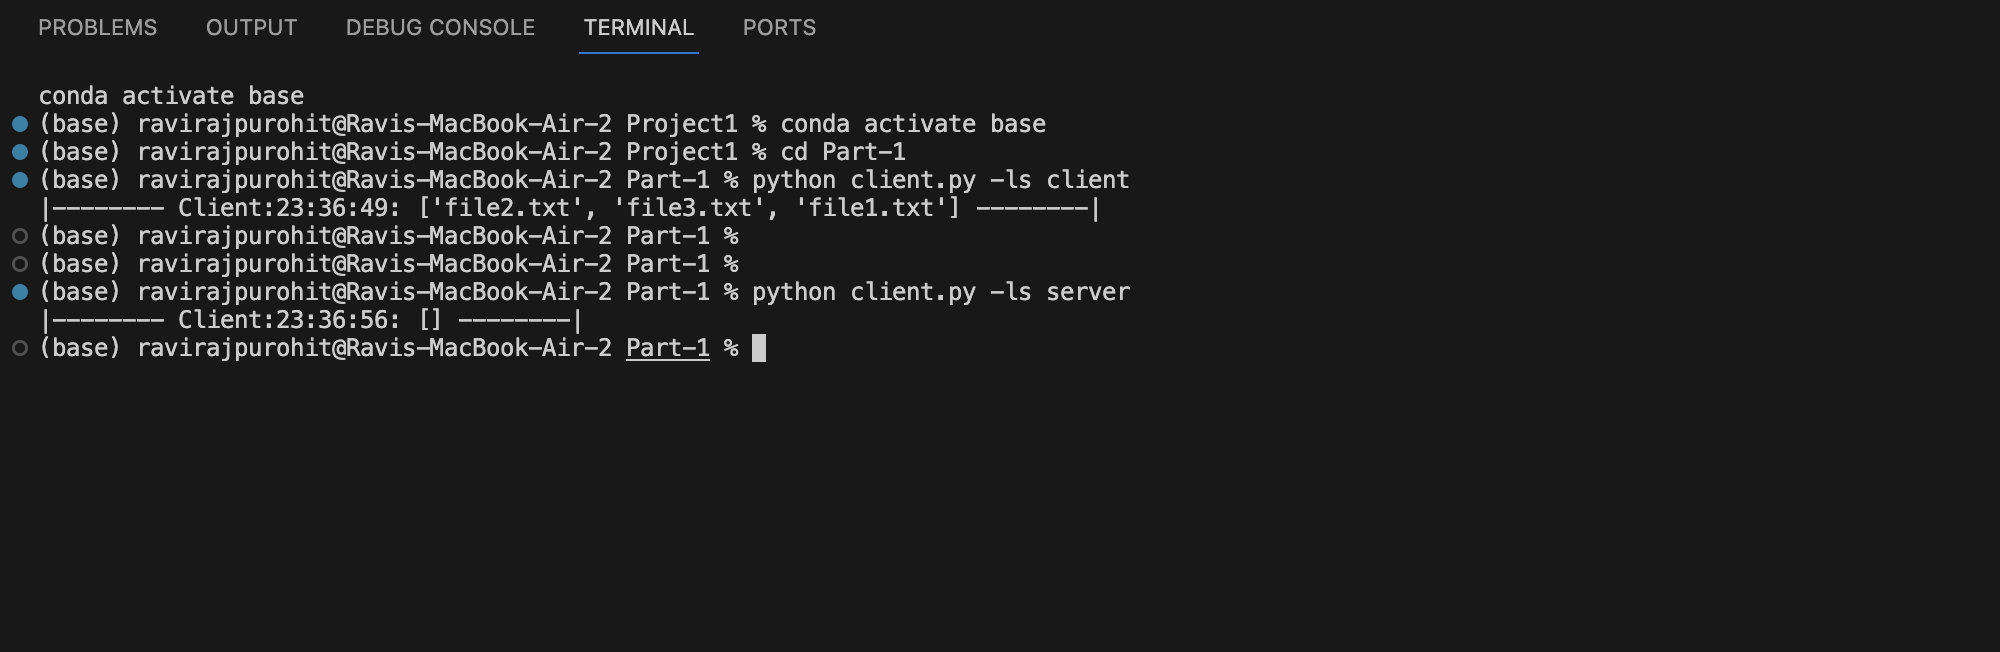 PROBLEMS OUTPUT DEBUG CONSOLE TERMINAL PORTS
conda activate base
(base) ravirajpurohit@Ravis-MacBook-Air-2 Project1 % conda activate base
(base) ravirajpurohit@Ravis-MacBook-Air-2 Project1 % cd Part-1
(base) ravirajpurohit@Ravis-MacBook-Air-2 Part-1 % python client.py -ls client
|-------- Client:23:36:49: ['file2.txt', 'file3.txt', 'file1.txt'] --------|
(base) ravirajpurohit@Ravis-MacBook-Air-2 Part-1 %
(base) ravirajpurohit@Ravis-MacBook-Air-2 Part-1 %
(base) ravirajpurohit@Ravis-MacBook-Air-2 Part-1 % python client.py -ls server
|-------- Client:23:36:56: [] --------|
(base) ravirajpurohit@Ravis-MacBook-Air-2 Part-1 %